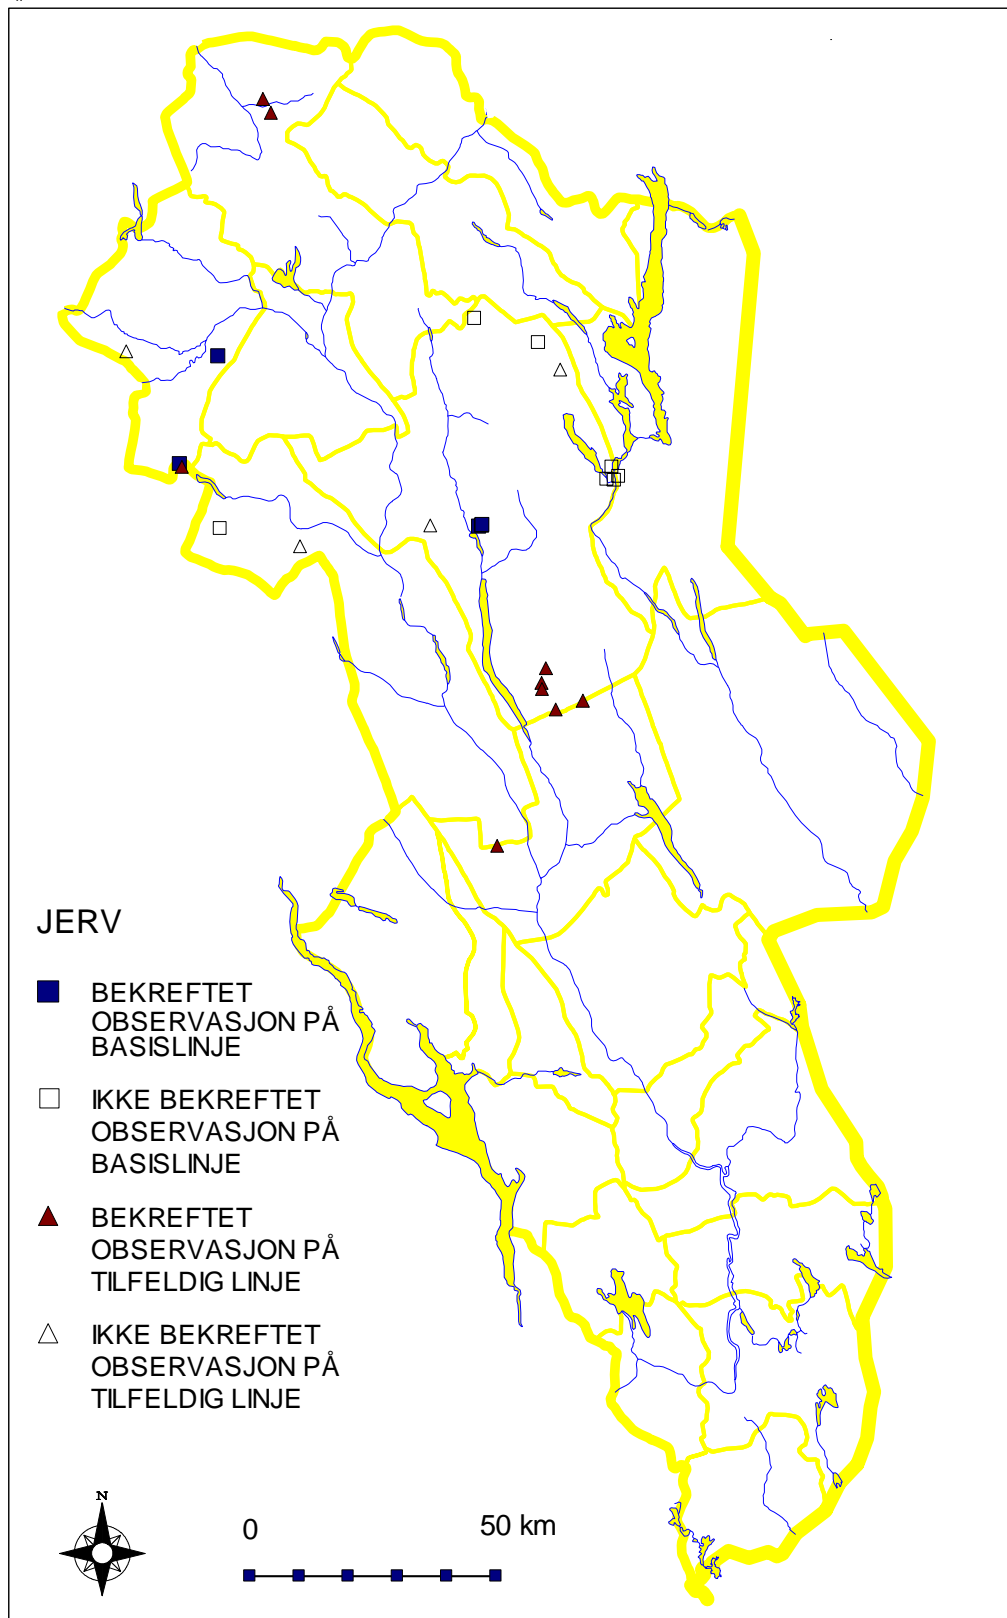 JERV
BEKREFTET
OBSERVASJON PÅ
BASISLINJE
IKKE BEKREFTET
OBSERVASJON PÅ
BASISLINJE
BEKREFTET
OBSERVASJON PÅ
TILFELDIG LINJE
IKKE BEKREFTET
OBSERVASJON PÅ
TILFELDIG LINJE
N
0 50 km